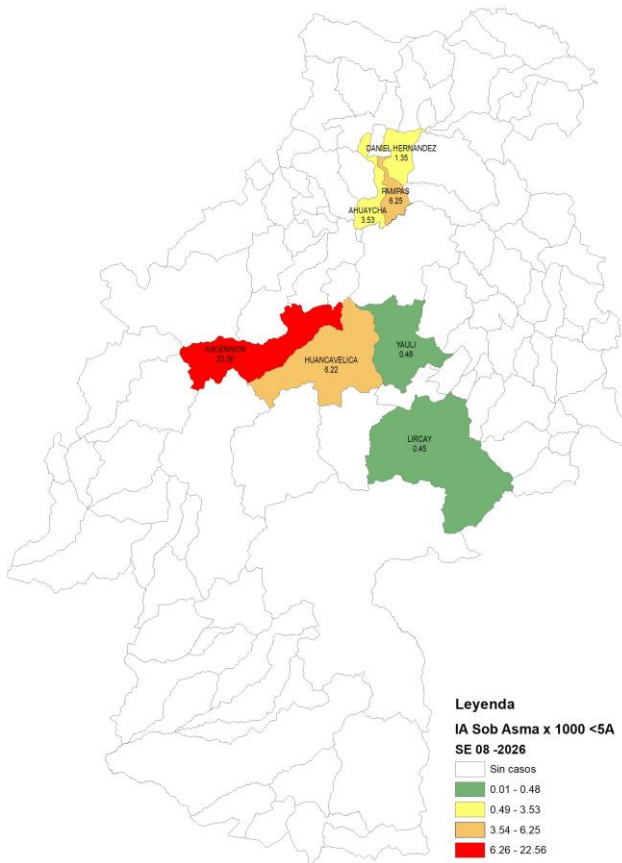 DANIEL HERNANDEZ
1.35
PAMPAS
6.25
AHUAYCHA
3.53
ASCENSION
22.56
HUANCAVELICA
6.22
YAULI
0.48
LIRCAY
0.45
Leyenda
IA Sob Asma x 1000 <5A
SE 08 -2026
Sin casos
0.01 - 0.48
0.49 - 3.53
3.54 - 6.25
6.26 - 22.56